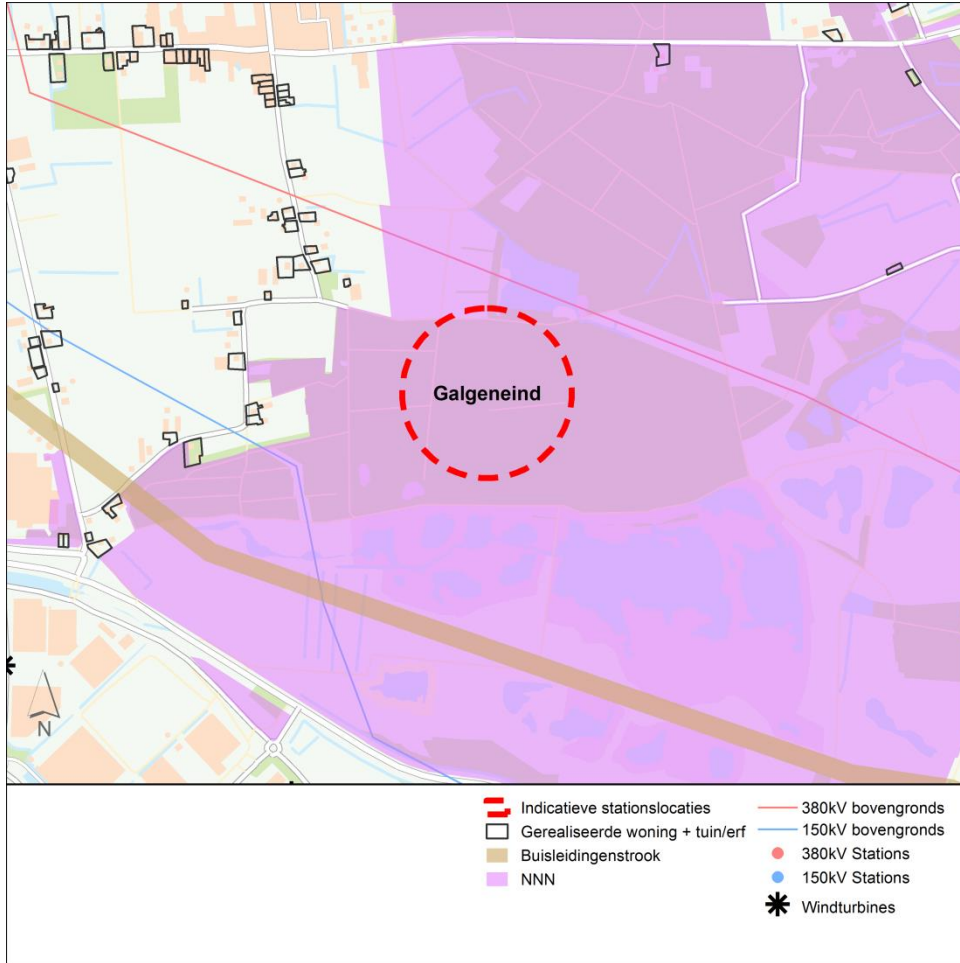 Galgeneind
N
Indicatieve stationslocaties
Gerealiseerde woning + tuin/erf
Buisleidingenstrook
NNN
380kV bovengronds
150kV bovengronds
380kV Stations
150kV Stations
Windturbines